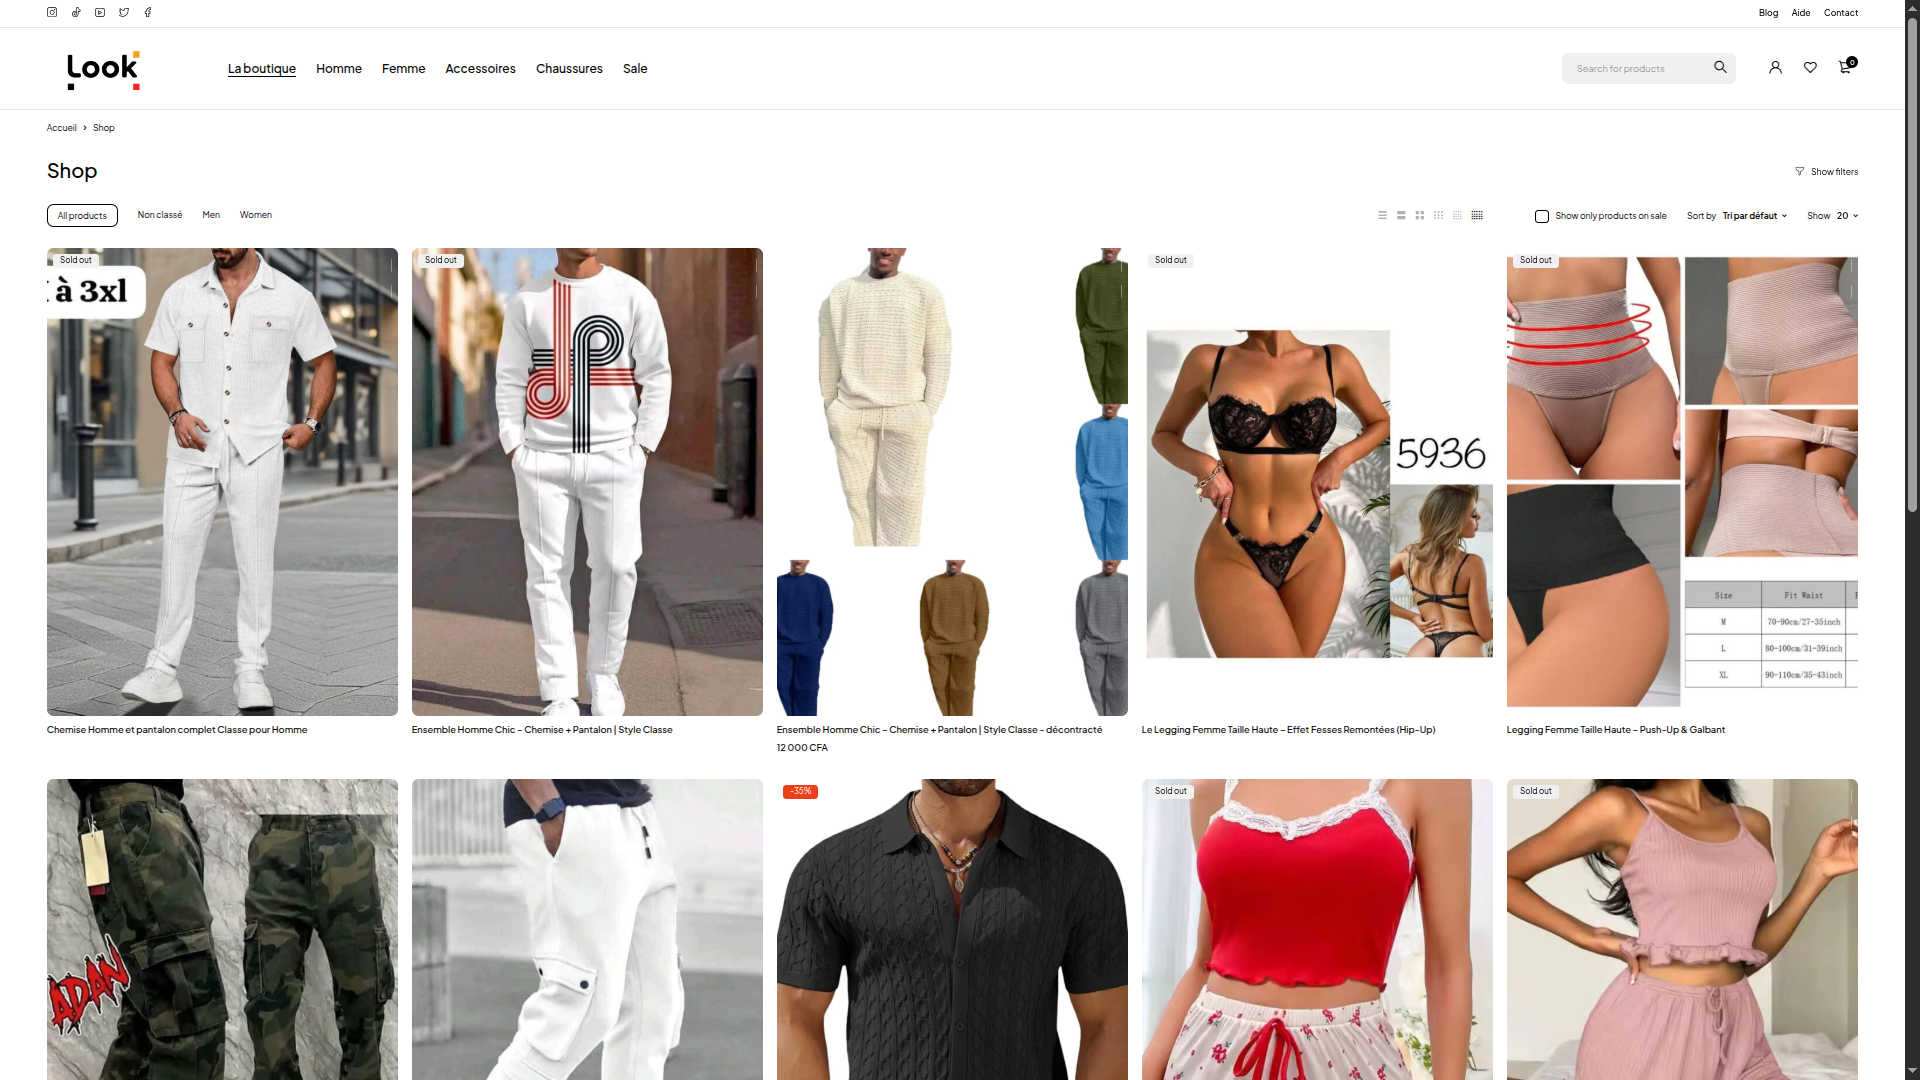 Blog Aide Contact
Look
La boutique Homme Femme Accessoires Chaussures Sale
Search for products
0
Accueil › Shop
Shop
Show filters
All products Non classé Men Women
Show only products on sale
Sort by Tri par défaut
Show 20
Sold out
à 3xl
Sold out
Sold out
5936
Sold out
Size Fit Waist
M 70-90cm/27-35inch
L 80-100cm/31-39inch
XL 90-110cm/35-43inch
Chemise Homme et pantalon complet Classe pour Homme
Ensemble Homme Chic – Chemise + Pantalon | Style Classe
Ensemble Homme Chic – Chemise + Pantalon | Style Classe - décontracté
12 000 CFA
Le Legging Femme Taille Haute – Effet Fesses Remontées (Hip-Up)
Legging Femme Taille Haute – Push-Up & Galbant
ADAN
-35%
Sold out
Sold out